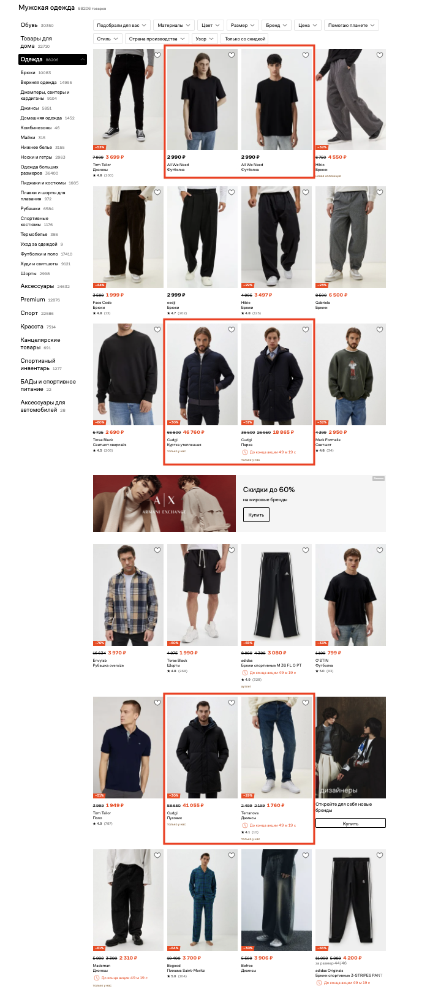 Мужская одежда 88206 товаров
Обувь 30350
Товары для
дома 22710
Одежда 88206
Брюки 10083
Верхняя одежда 14995
Джемперы, свитеры и
кардиганы 9104
Джинсы 5851
Домашняя одежда 1452
Комбинезоны 46
Майки 315
Нижнее белье 3155
Носки и гетры 2963
Одежда больших
размеров 36400
Пиджаки и костюмы 1685
Плавки и шорты для
плавания 972
Рубашки 6584
Спортивные
костюмы 1176
Термобелье 386
Уход за одеждой 9
Футболки и поло 17410
Худи и свитшоты 9121
Шорты 2998
Аксессуары 24632
Premium 12876
Спорт 22586
Красота 7514
Канцелярские
товары 691
Спортивный
инвентарь 1277
БАДы и спортивное
питание 22
Аксессуары для
автомобилей 28
Подобрали для вас Материалы Цвет Размер Бренд Цена Помогаю планете
Стиль Страна производства Узор Только со скидкой
−53% −32%
7 999 3 699 ₽ 2 990 ₽ 2 990 ₽ 6 750 4 550 ₽
Tom Tailor All We Need All We Need Hibio
Джинсы Футболка Футболка Брюки
★ 4.8 (200) новая коллекция
−44% −29% −23%
3 599 1 999 ₽ 2 999 ₽ 4 995 3 497 ₽ 8 500 6 500 ₽
Face Code oodji Hibio Gabriela
Брюки Брюки Брюки Брюки
★ 4.8 (13) ★ 4.7 (202) ★ 4.8 (125)
−60% −30% −51% −32%
6 725 2 690 ₽ 66 800 46 760 ₽ 38 500 26 950 18 865 ₽ 4 399 2 950 ₽
Torae Black Cudgi Cudgi Mark Formelle
Свитшот оверсайз Куртка утепленная Парка Свитшот
★ 4.5 (205) только у нас До конца акции 49 м 19 с ★ 4.8 (34)
только у нас
A|X
ARMANI EXCHANGE
Скидки до 60%
на мировые бренды
Купить
−76% −60% −65% −33%
16 634 3 970 ₽ 4 975 1 990 ₽ 8 999 4 399 3 080 ₽ 1 199 799 ₽
Envylab Torae Black adidas O'STIN
Рубашка oversize Шорты Брюки спортивные M 3S FL O PT Футболка
★ 4.8 (268) До конца акции 49 м 19 с ★ 5.0 (83)
★ 4.9 (328)
аутлет
дизайнеры
−51% −30% −29%
3 999 1 949 ₽ 58 650 41 055 ₽ 2 499 2 199 1 760 ₽
Откройте для себя новые
бренды
Купить
Tom Tailor Cudgi Terranova
Поло Пуховик Джинсы
★ 4.9 (787) только у нас До конца акции 49 м 19 с
★ 4.1 (10)
только у нас
−61% −64% −30% −65%
5 999 3 300 2 310 ₽ 10 400 3 700 ₽ 5 599 3 906 ₽ 11 999 5 999 4 200 ₽
за размер 44/46
Mademan Begood Befree adidas Originals
Джинсы Пижама Saint-Moritz Джинсы Брюки спортивные 3-STRIPES PANT
До конца акции 49 м 19 с ★ 5.0 (104) До конца акции 49 м 19 с
только у нас